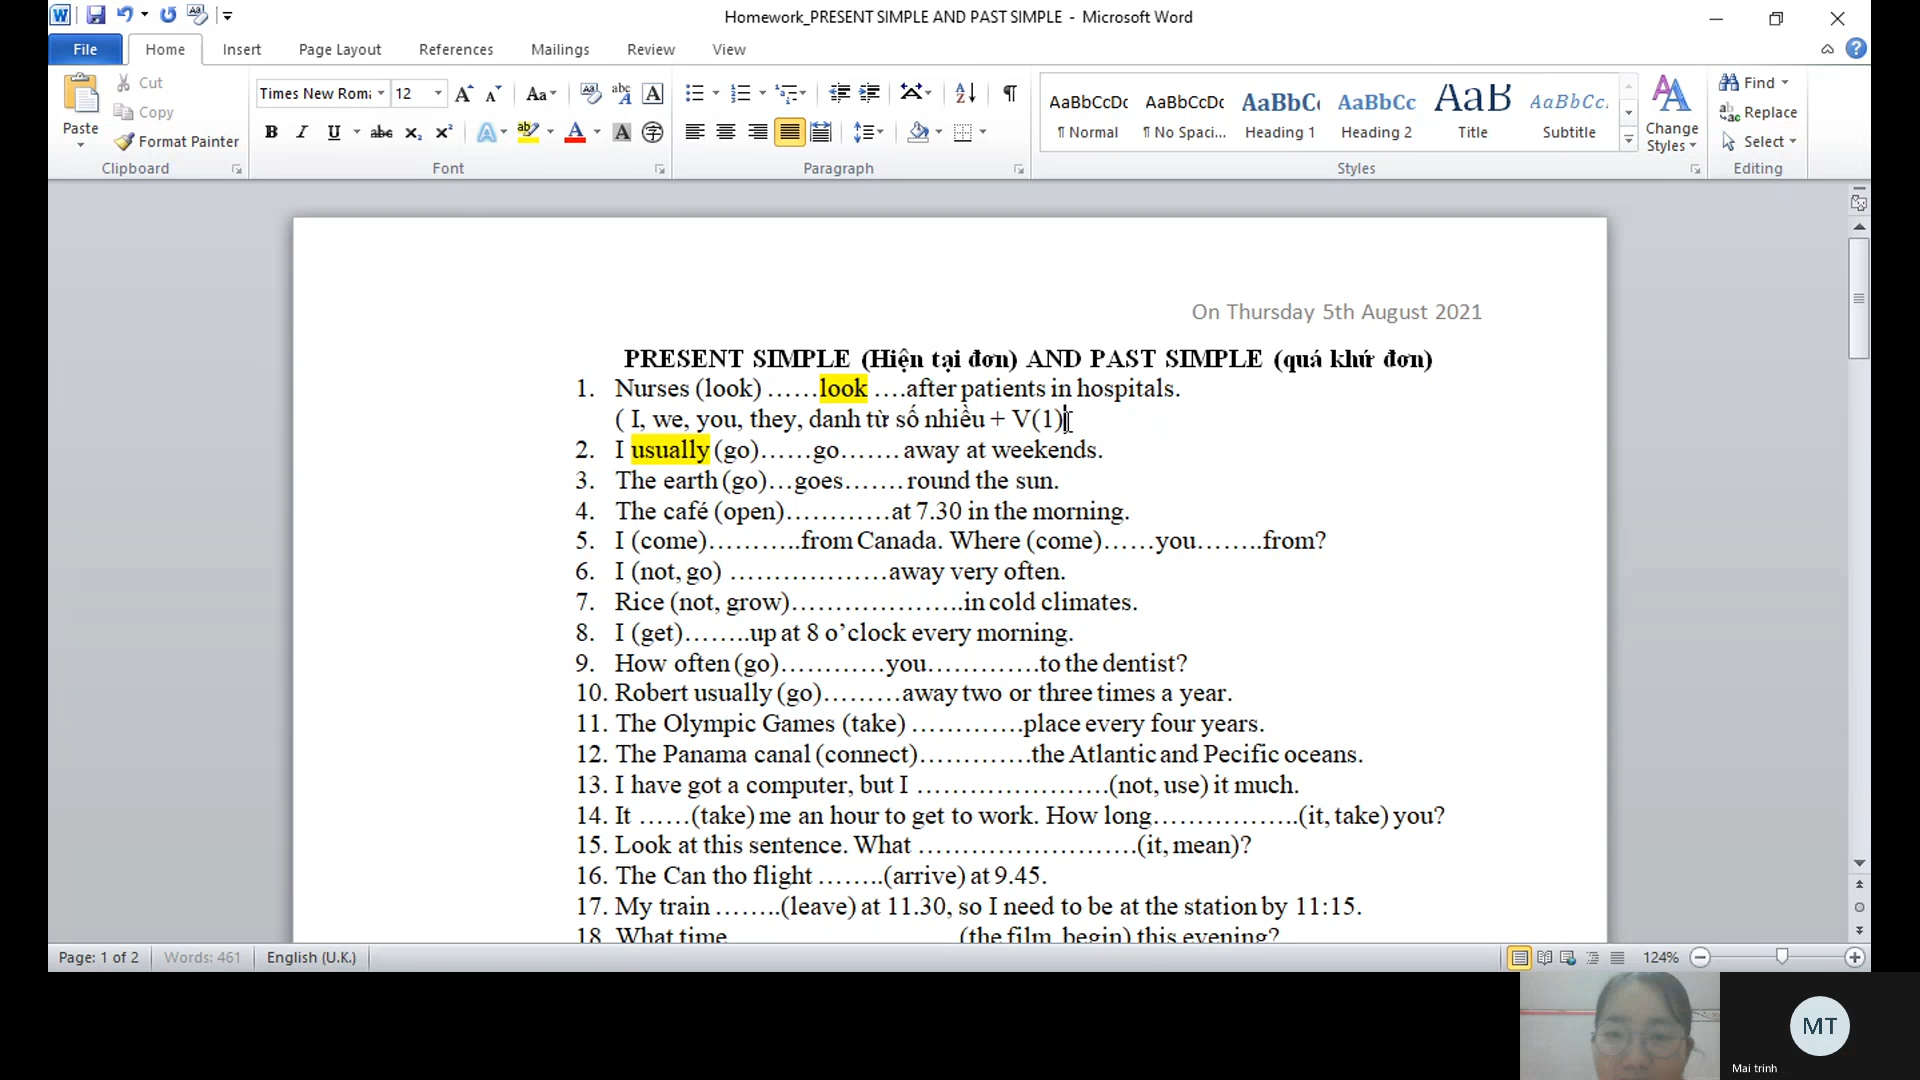 Homework_PRESENT SIMPLE AND PAST SIMPLE - Microsoft Word
File Home Insert Page Layout References Mailings Review View
Cut
Copy
Format Painter
Paste
Clipboard
Times New Roma 12
Font
Paragraph
AaBbCcDc AaBbCcDc AaBbC AaBbCc AaB AaBbCc.
¶ Normal ¶ No Spaci... Heading 1 Heading 2 Title Subtitle
Change Styles
Styles
Find
Replace
Select
Editing
On Thursday 5th August 2021
PRESENT SIMPLE (Hiện tại đơn) AND PAST SIMPLE (quá khứ đơn)
1. Nurses (look) ……look ….after patients in hospitals.
( I, we, you, they, danh từ số nhiều + V(1)
2. I usually (go)……go……. away at weekends.
3. The earth (go)…goes……. round the sun.
4. The café (open)…………at 7.30 in the morning.
5. I (come)………..from Canada. Where (come)……you……..from?
6. I (not, go) ………………away very often.
7. Rice (not, grow)………………..in cold climates.
8. I (get)……..up at 8 o’clock every morning.
9. How often (go)…………you………….to the dentist?
10. Robert usually (go)………away two or three times a year.
11. The Olympic Games (take) ………….place every four years.
12. The Panama canal (connect)………….the Atlantic and Pecific oceans.
13. I have got a computer, but I ………………….(not, use) it much.
14. It ……(take) me an hour to get to work. How long……………..(it, take) you?
15. Look at this sentence. What …………………….(it, mean)?
16. The Can tho flight ……..(arrive) at 9.45.
17. My train ……..(leave) at 11.30, so I need to be at the station by 11:15.
18. What time (the film, begin) this evening?
Page: 1 of 2 Words: 461 English (U.K.) 124%
MT
Mai trinh